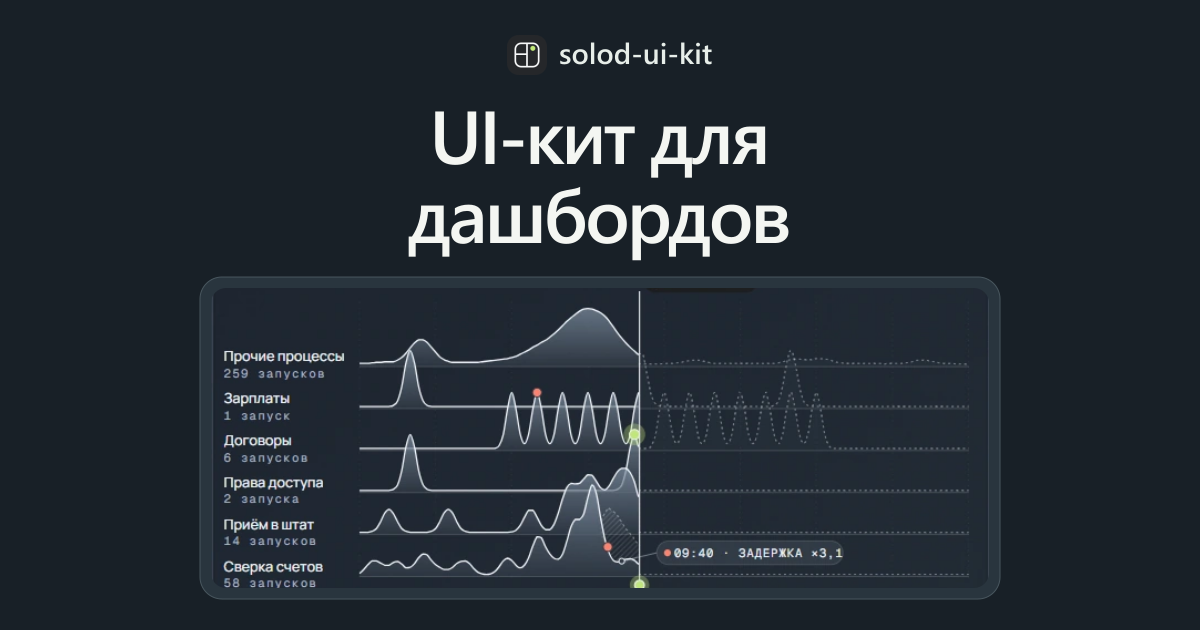 solod-ui-kit
UI-кит для
дашбордов
Прочие процессы
259 запусков
Зарплаты
1 запуск
Договоры
6 запусков
Права доступа
2 запуска
Приём в штат
14 запусков
09:40 · ЗАДЕРЖКА ×3,1
Сверка счетов
58 запусков